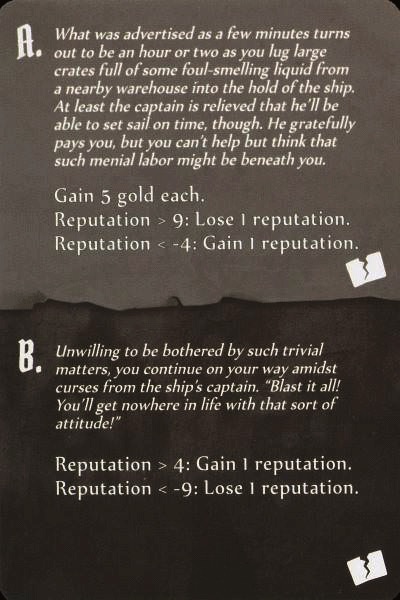 A.
What was advertised as a few minutes turns
out to be an hour or two as you lug large
crates full of some foul-smelling liquid from
a nearby warehouse into the hold of the ship.
At least the captain is relieved that he'll be
able to set sail on time, though. He gratefully
pays you, but you can't help but think that
such menial labor might be beneath you.
Gain 5 gold each.
Reputation > 9: Lose 1 reputation.
Reputation < -4: Gain 1 reputation.
B.
Unwilling to be bothered by such trivial
matters, you continue on your way amidst
curses from the ship's captain. "Blast it all!
You'll get nowhere in life with that sort of
attitude!"
Reputation > 4: Gain 1 reputation.
Reputation < -9: Lose 1 reputation.